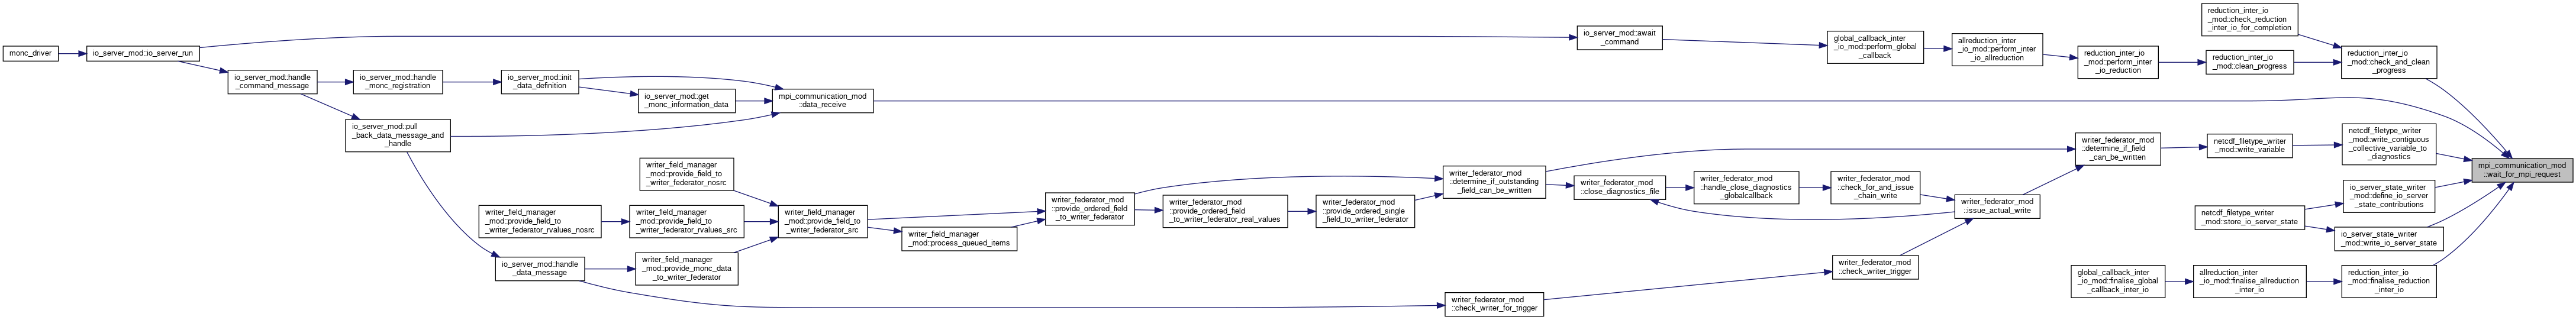 monc_driver
io_server_mod::io_server_run
io_server_mod::handle
_command_message
io_server_mod::handle
_monc_registration
io_server_mod::pull
_back_data_message_and
_handle
io_server_mod::init
_data_definition
io_server_mod::get
_monc_information_data
mpi_communication_mod
::data_receive
writer_field_manager
_mod::provide_field_to
_writer_federator_nosrc
writer_field_manager
_mod::provide_field_to
_writer_federator_rvalues_nosrc
writer_field_manager
_mod::provide_field_to
_writer_federator_rvalues_src
writer_field_manager
_mod::provide_field_to
_writer_federator_src
io_server_mod::handle
_data_message
writer_field_manager
_mod::provide_monc_data
_to_writer_federator
writer_field_manager
_mod::process_queued_items
writer_federator_mod
::provide_ordered_field
_to_writer_federator
writer_federator_mod
::provide_ordered_field
_to_writer_federator_real_values
writer_federator_mod
::provide_ordered_single
_field_to_writer_federator
writer_federator_mod
::determine_if_outstanding
_field_can_be_written
writer_federator_mod
::check_writer_for_trigger
io_server_mod::await
_command
writer_federator_mod
::close_diagnostics_file
writer_federator_mod
::handle_close_diagnostics
_globalcallback
writer_federator_mod
::check_for_and_issue
_chain_write
writer_federator_mod
::check_writer_trigger
writer_federator_mod
::issue_actual_write
global_callback_inter
_io_mod::perform_global
_callback
allreduction_inter
_io_mod::perform_inter
_io_allreduction
reduction_inter_io
_mod::perform_inter
_io_reduction
reduction_inter_io
_mod::clean_progress
reduction_inter_io
_mod::check_reduction
_inter_io_for_completion
reduction_inter_io
_mod::check_and_clean
_progress
writer_federator_mod
::determine_if_field
_can_be_written
netcdf_filetype_writer
_mod::write_variable
netcdf_filetype_writer
_mod::write_contiguous
_collective_variable_to
_diagnostics
mpi_communication_mod
::wait_for_mpi_request
io_server_state_writer
_mod::define_io_server
_state_contributions
netcdf_filetype_writer
_mod::store_io_server_state
io_server_state_writer
_mod::write_io_server_state
global_callback_inter
_io_mod::finalise_global
_callback_inter_io
allreduction_inter
_io_mod::finalise_allreduction
_inter_io
reduction_inter_io
_mod::finalise_reduction
_inter_io